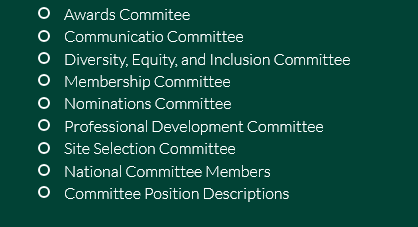 Awards Commitee
Communicatio Committee
Diversity, Equity, and Inclusion Committee
Membership Committee
Nominations Committee
Professional Development Committee
Site Selection Committee
National Committee Members
Committee Position Descriptions